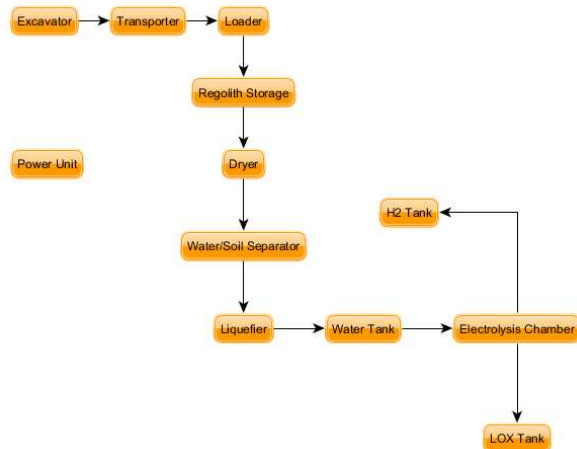 Excavator
Transporter
Loader
Regolith Storage
Power Unit
Dryer
H2 Tank
Water/Soil Separator
Liquefier
Water Tank
Electrolysis Chamber
LOX Tank